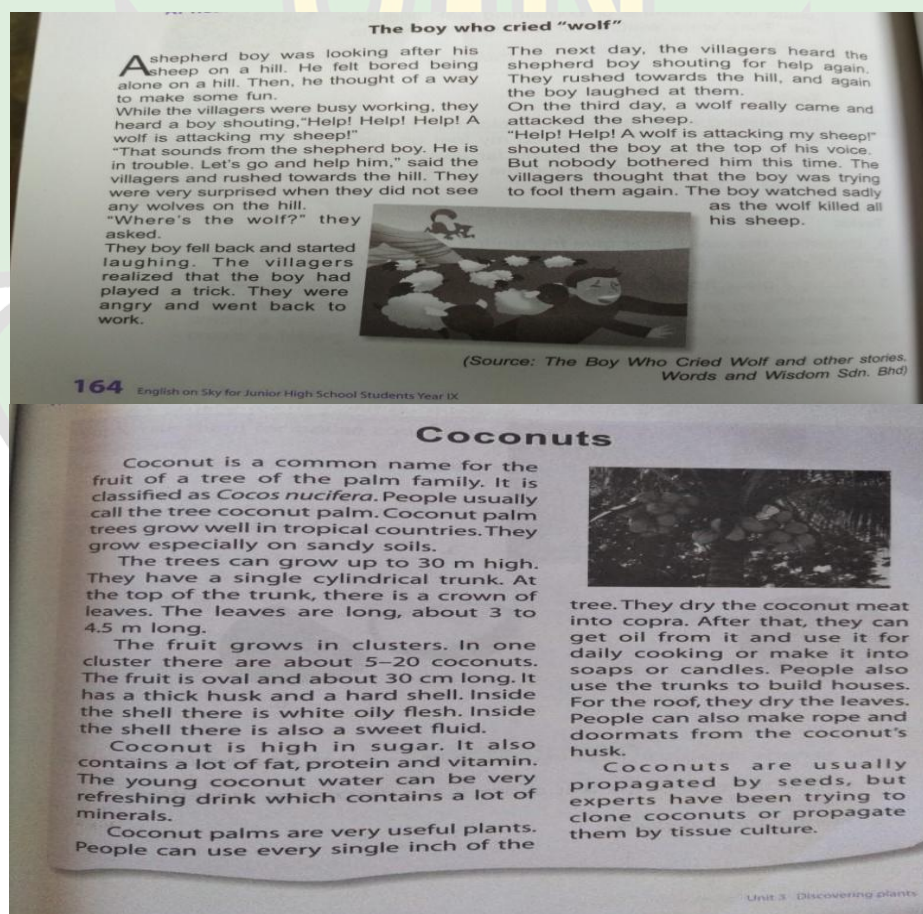 The boy who cried "wolf"
A shepherd boy was looking after his
sheep on a hill. He felt bored being
alone on a hill. Then, he thought of a way
to make some fun.
While the villagers were busy working, they
heard a boy shouting,"Help! Help! Help! A
wolf is attacking my sheep!"
"That sounds from the shepherd boy. He is
in trouble. Let's go and help him," said the
villagers and rushed towards the hill. They
were very surprised when they did not see
any wolves on the hill.
"Where's the wolf?" they
asked.
They boy fell back and started
laughing. The villagers
realized that the boy had
played a trick. They were
angry and went back to
work.
The next day, the villagers heard the
shepherd boy shouting for help again.
They rushed towards the hill, and again
the boy laughed at them.
On the third day, a wolf really came and
attacked the sheep.
"Help! Help! A wolf is attacking my sheep!"
shouted the boy at the top of his voice.
But nobody bothered him this time. The
villagers thought that the boy was trying
to fool them again. The boy watched sadly
as the wolf killed all
his sheep.
(Source: The Boy Who Cried Wolf and other stories.
Words and Wisdom Sdn. Bhd)
164 English on Sky for Junior High School Students Year IX
Coconuts
Coconut is a common name for the
fruit of a tree of the palm family. It is
classified as Cocos nucifera. People usually
call the tree coconut palm. Coconut palm
trees grow well in tropical countries. They
grow especially on sandy soils.
The trees can grow up to 30 m high.
They have a single cylindrical trunk. At
the top of the trunk, there is a crown of
leaves. The leaves are long, about 3 to
4.5 m long.
The fruit grows in clusters. In one
cluster there are about 5–20 coconuts.
The fruit is oval and about 30 cm long. It
has a thick husk and a hard shell. Inside
the shell there is white oily flesh. Inside
the shell there is also a sweet fluid.
Coconut is high in sugar. It also
contains a lot of fat, protein and vitamin.
The young coconut water can be very
refreshing drink which contains a lot of
minerals.
Coconut palms are very useful plants.
People can use every single inch of the
tree. They dry the coconut meat
into copra. After that, they can
get oil from it and use it for
daily cooking or make it into
soaps or candles. People also
use the trunks to build houses.
For the roof, they dry the leaves.
People can also make rope and
doormats from the coconut's
husk.
Coconuts are usually
propagated by seeds, but
experts have been trying to
clone coconuts or propagate
them by tissue culture.
Unit 3 Discovering plants